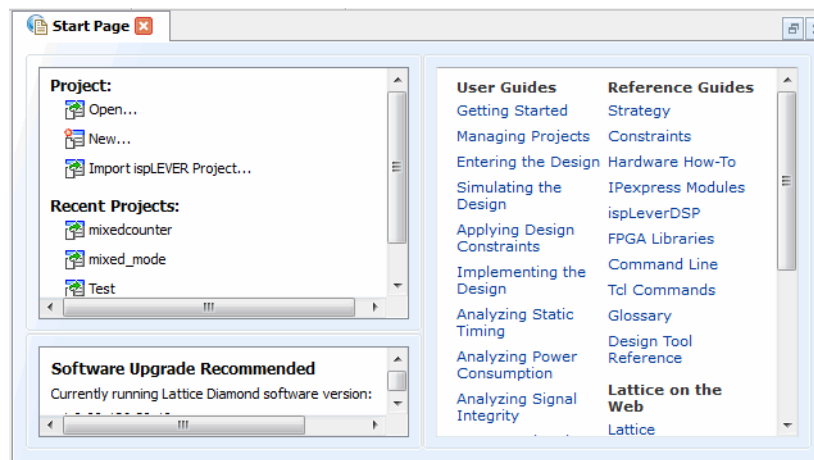 Start Page
Project:
Open...
New...
Import ispLEVER Project...
Recent Projects:
mixedcounter
mixed_mode
Test
Software Upgrade Recommended
Currently running Lattice Diamond software version:
User Guides
Getting Started
Managing Projects
Entering the Design
Simulating the
Design
Applying Design
Constraints
Implementing the
Design
Analyzing Static
Timing
Analyzing Power
Consumption
Analyzing Signal
Integrity
Reference Guides
Strategy
Constraints
Hardware How-To
IPexpress Modules
ispLeverDSP
FPGA Libraries
Command Line
Tcl Commands
Glossary
Design Tool
Reference
Lattice on the
Web
Lattice